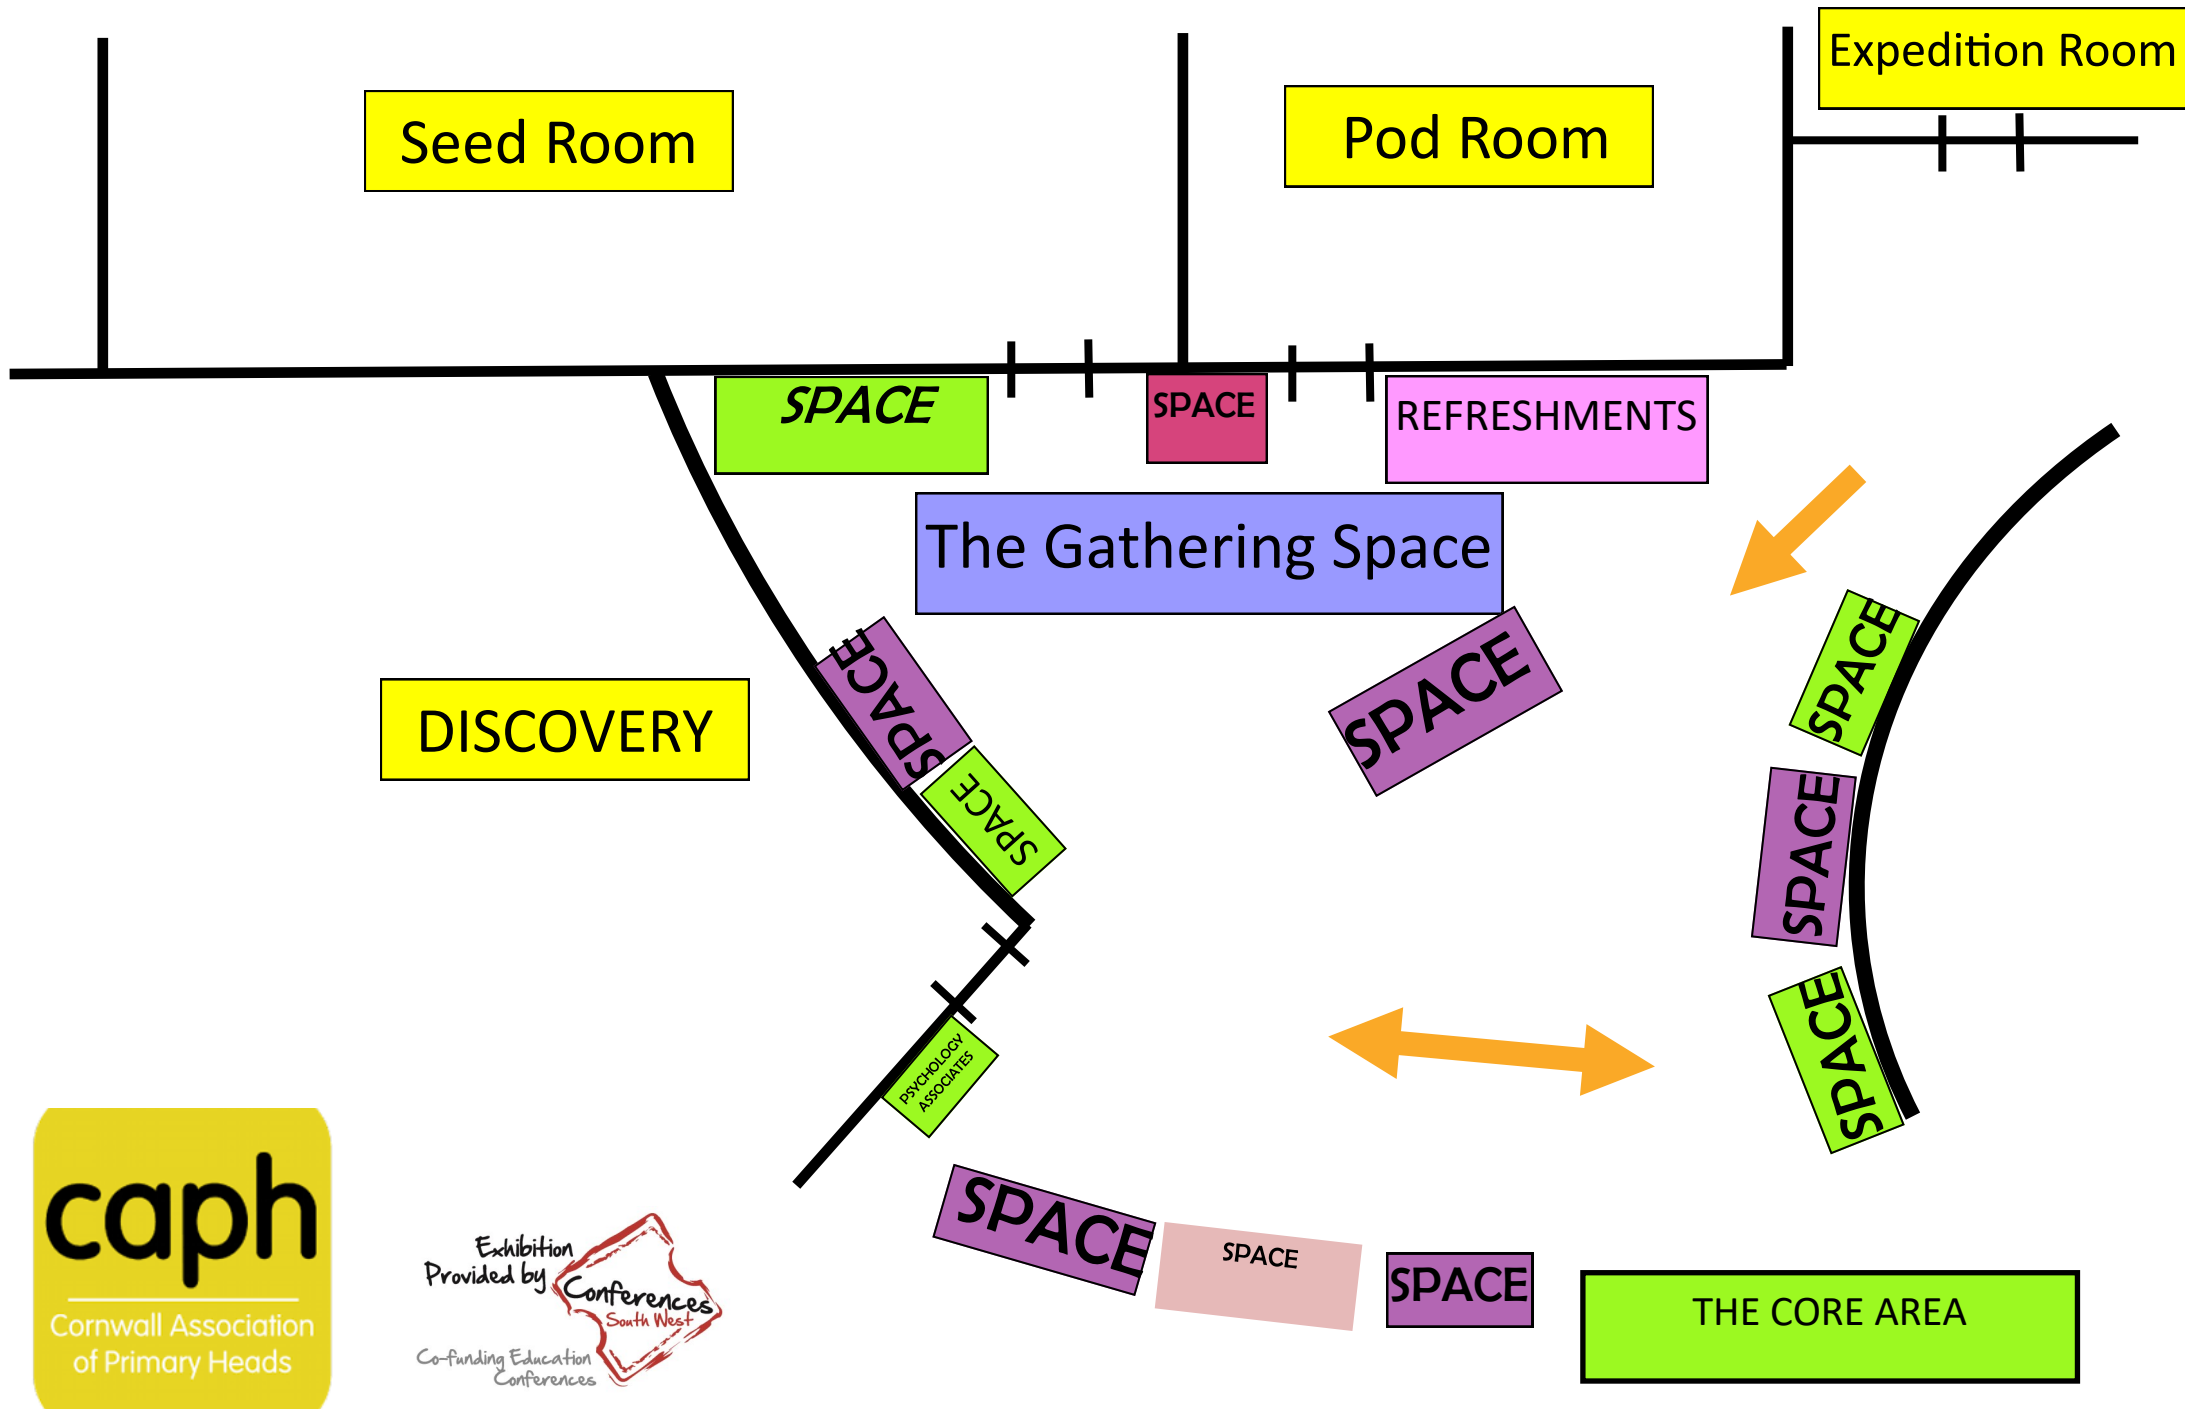 Expedition Room
Seed Room
Pod Room
SPACE
SPACE
REFRESHMENTS
The Gathering Space
SPACE
SPACE
SPACE
DISCOVERY
SPACE
SPACE
SPACE
PSYCHOLOGY
ASSOCIATES
SPACE
SPACE
SPACE
THE CORE AREA
caph
Cornwall Association
of Primary Heads
Exhibition
Provided by
Conferences
South West
Co-funding Education
Conferences